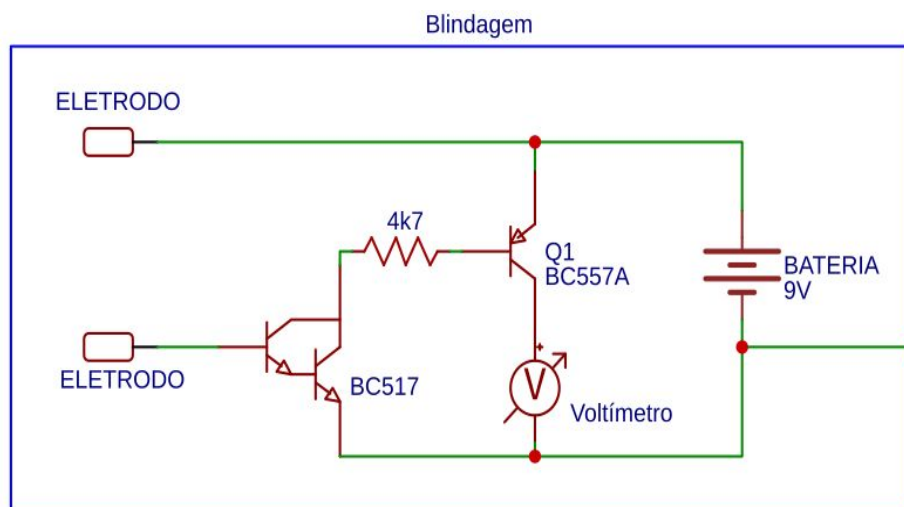 Blindagem
ELETRODO
4k7
Q1
BC557A
BATERIA
9V
ELETRODO
BC517
+
V
Voltímetro